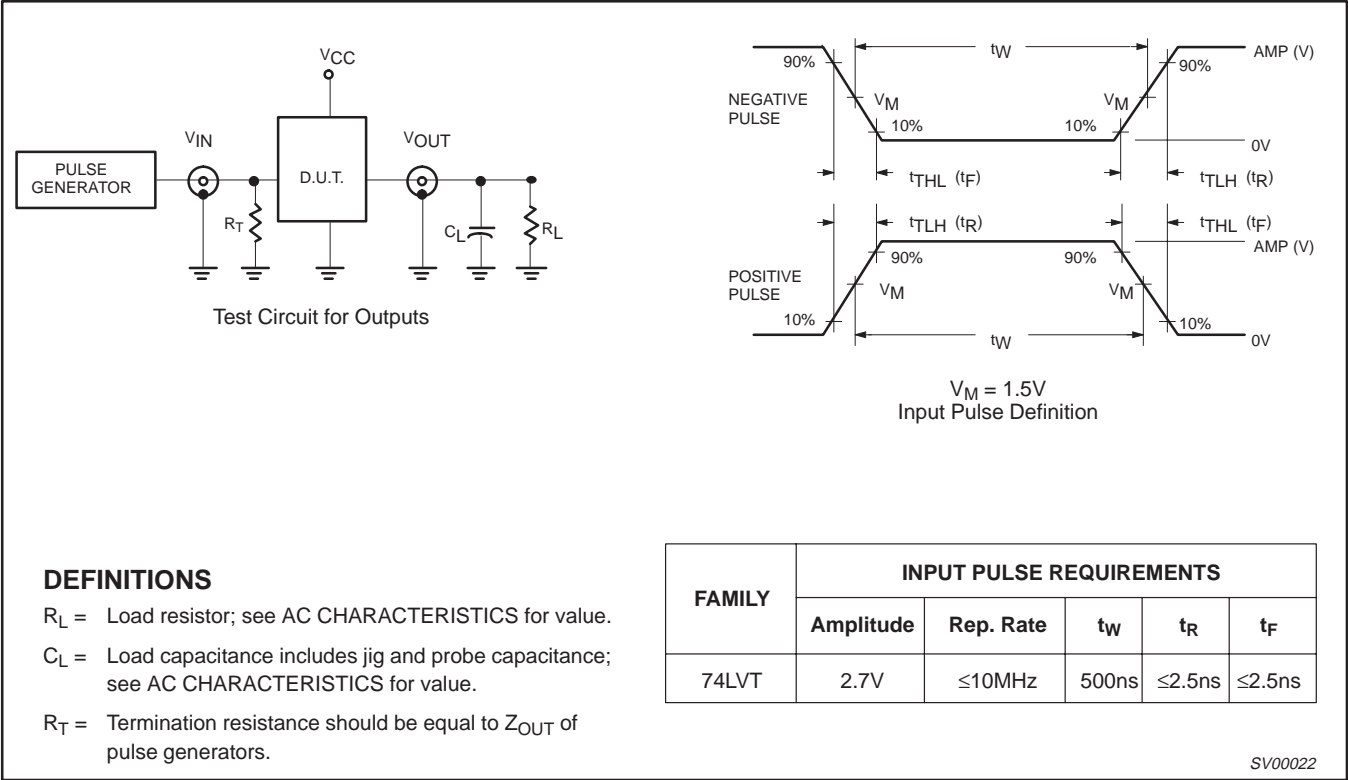 VCC
VIN
VOUT
PULSE
GENERATOR
D.U.T.
RT
CL
RL
Test Circuit for Outputs
tW
AMP (V)
90%
90%
NEGATIVE
PULSE
VM
VM
10%
10%
0V
tTHL (tF)
tTLH (tR)
tTLH (tR)
tTHL (tF)
AMP (V)
90%
90%
POSITIVE
PULSE
VM
VM
10%
10%
tW
0V
VM = 1.5V
Input Pulse Definition
DEFINITIONS
RL = Load resistor; see AC CHARACTERISTICS for value.
CL = Load capacitance includes jig and probe capacitance;
see AC CHARACTERISTICS for value.
RT = Termination resistance should be equal to ZOUT of
pulse generators.
FAMILY
INPUT PULSE REQUIREMENTS
Amplitude Rep. Rate tW tR tF
74LVT 2.7V ≤10MHz 500ns ≤2.5ns ≤2.5ns
SV00022